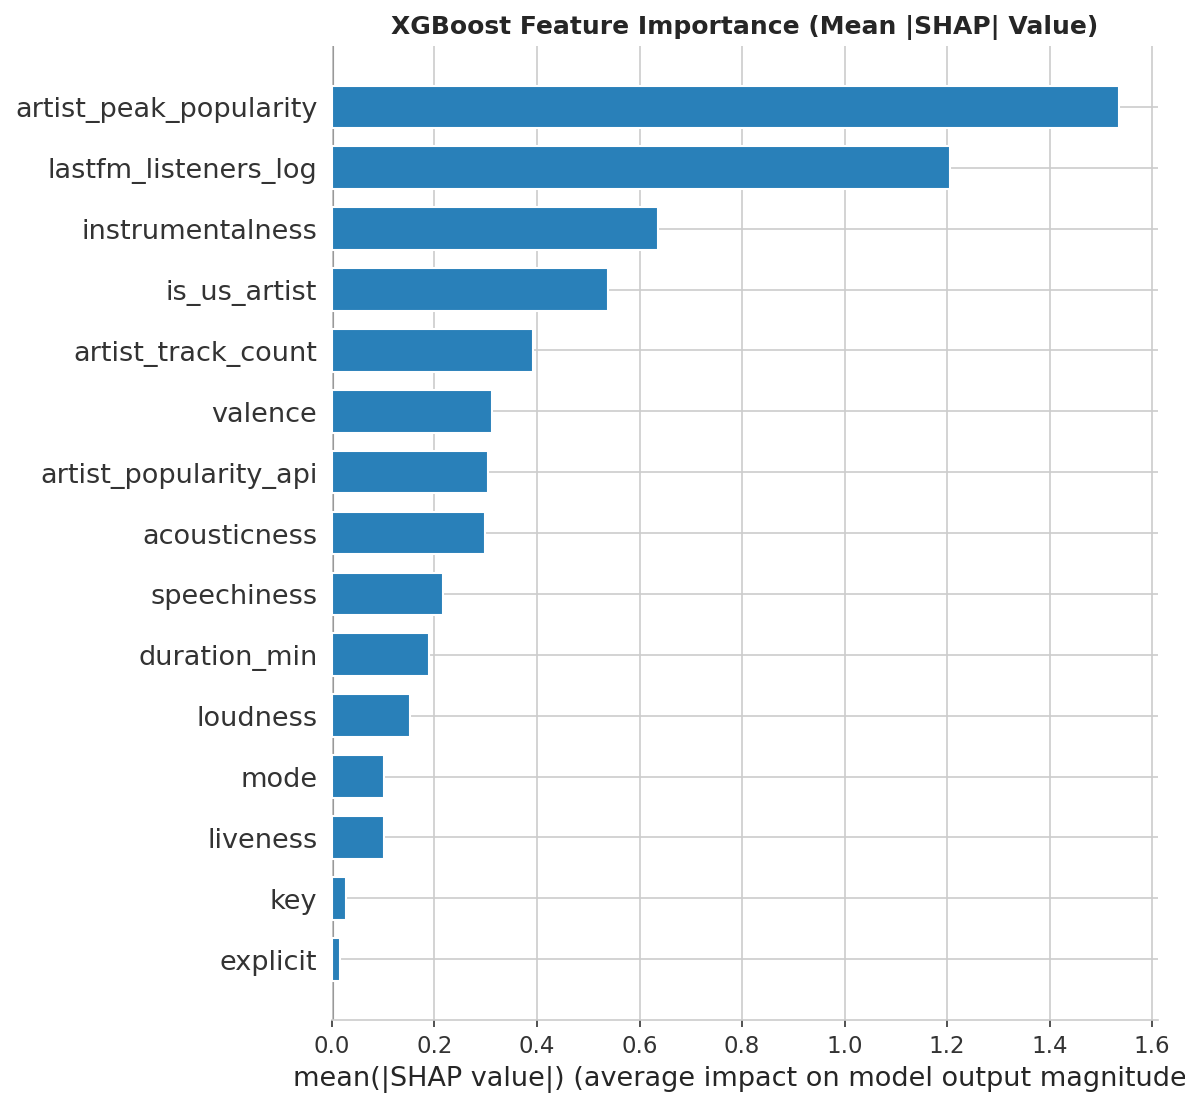 XGBoost Feature Importance (Mean |SHAP| Value)
artist_peak_popularity
lastfm_listeners_log
instrumentalness
is_us_artist
artist_track_count
valence
artist_popularity_api
acousticness
speechiness
duration_min
loudness
mode
liveness
key
explicit
0.0 0.2 0.4 0.6 0.8 1.0 1.2 1.4 1.6
mean(|SHAP value|) (average impact on model output magnitude